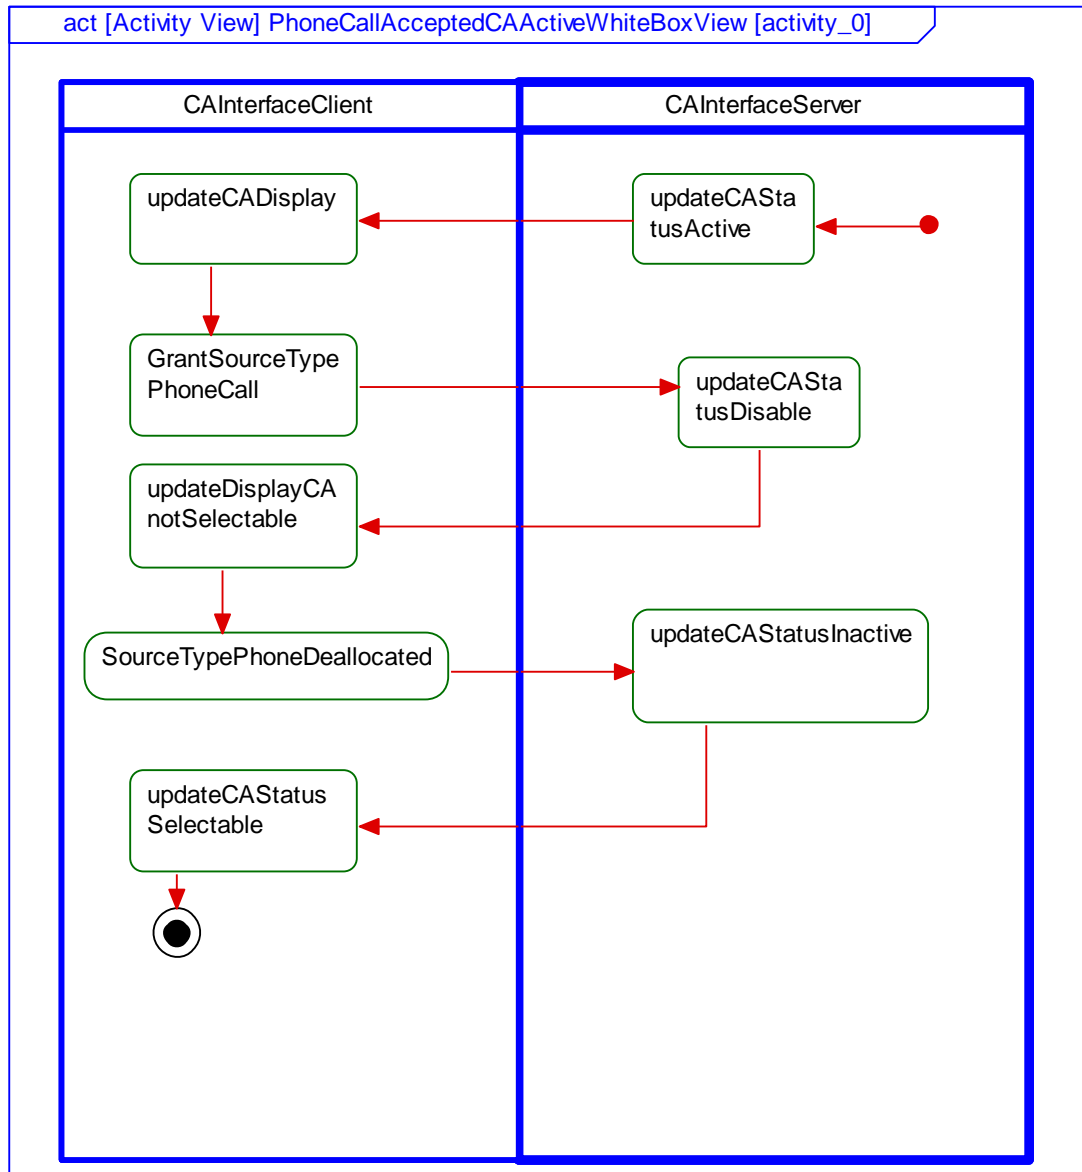 act [Activity View] PhoneCallAcceptedCAActiveWhiteBoxView [activity_0]
CAInterfaceClient
CAInterfaceServer
updateCADisplay
updateCASta
tusActive
GrantSourceType
PhoneCall
updateCASta
tusDisable
updateDisplayCA
notSelectable
SourceTypePhoneDeallocated
updateCAStatusInactive
updateCAStatus
Selectable